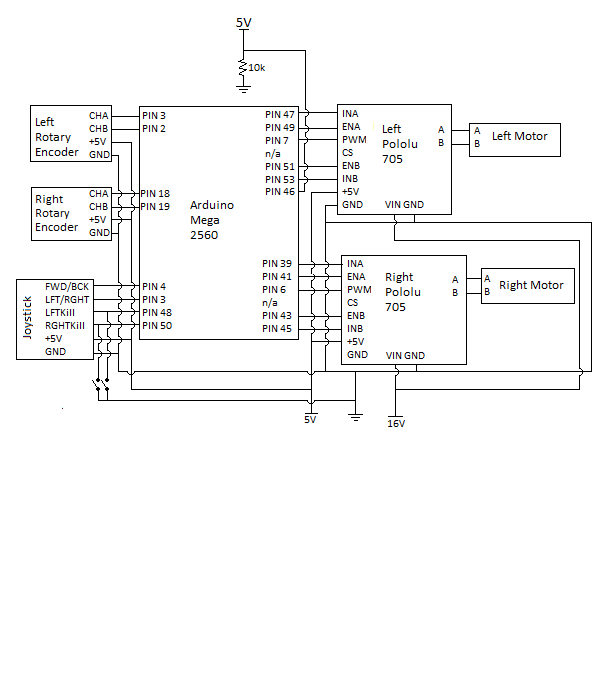 5V
10k
Left
Rotary
Encoder
CHA
CHB
+5V
GND
PIN 3
PIN 2
Right
Rotary
Encoder
CHA
CHB
+5V
GND
PIN 18
PIN 19
Joystick
FWD/BCK
LFT/RGHT
LFTKill
RGHTKill
+5V
GND
PIN 4
PIN 3
PIN 48
PIN 50
Arduino
Mega
2560
PIN 47
PIN 49
PIN 7
n/a
PIN 51
PIN 53
PIN 46
PIN 39
PIN 41
PIN 6
n/a
PIN 43
PIN 45
INA
ENA
PWM
CS
ENB
INB
+5V
GND
Left
Pololu
705
VIN GND
A
B
A
B
Left Motor
INA
ENA
PWM
CS
ENB
INB
+5V
GND
Right
Pololu
705
VIN GND
A
B
A
B
Right Motor
5V
16V